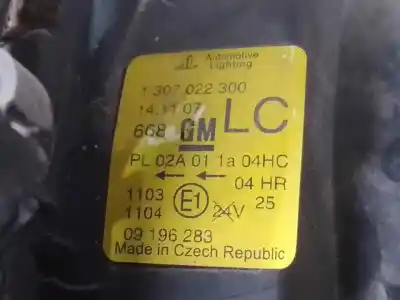 al Automotive Lighting
1 307 022 300
14.11.07 LC
668 GM
PL 02A 01 1a 04HC
← ← 04 HR
1103 E1 24V 25
1104
09 196 283
Made in Czech Republic